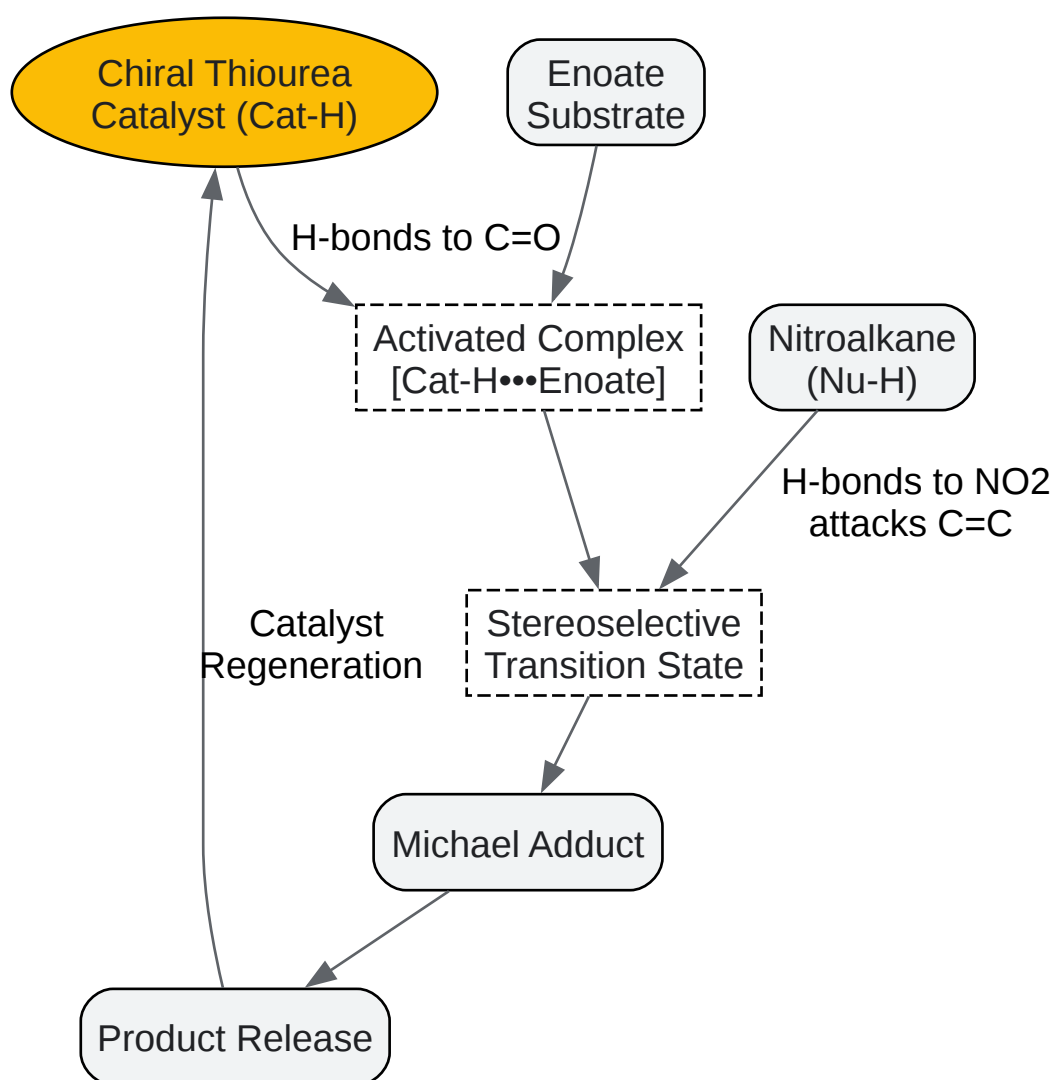 Chiral Thiourea
Catalyst (Cat-H)
Enoate
Substrate
H-bonds to C=O
Activated Complex
[Cat-H•••Enoate]
Nitroalkane
(Nu-H)
H-bonds to NO2
attacks C=C
Stereoselective
Transition State
Catalyst
Regeneration
Michael Adduct
Product Release